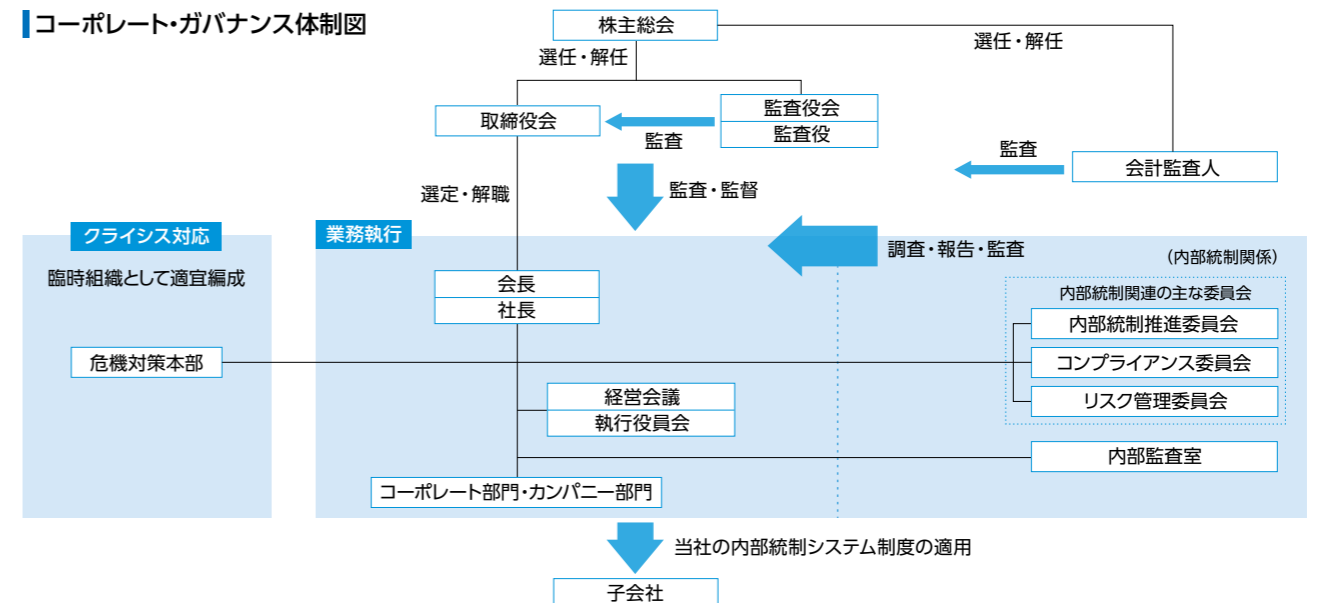 コーポレート・ガバナンス体制図
株主総会
選任・解任
選任・解任
監査役会
監査役
取締役会
監査
監査
会計監査人
選定・解職
監査・監督
クライシス対応
臨時組織として適宜編成
危機対策本部
業務執行
調査・報告・監査
（内部統制関係）
会長
社長
内部統制関連の主な委員会
内部統制推進委員会
コンプライアンス委員会
リスク管理委員会
経営会議
執行役員会
内部監査室
コーポレート部門・カンパニー部門
当社の内部統制システム制度の適用
子会社